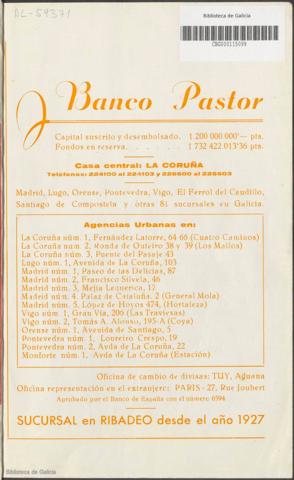 AL-59371
Biblioteca de Galicia
CBG000115099
Banco Pastor
Capital suscrito y desembolsado. 1.200 000 000'— pts.
Fondos en reserva. . . . . 1 732 422.013'36 pts.
Casa central: LA CORUÑA
Teléfonos: 224100 al 224103 y 226600 al 226603
Madrid, Lugo, Orense, Pontevedra, Vigo, El Ferrol del Caudillo,
Santiago de Compostela y otras 81 sucursales en Galicia.
Agencias Urbanas en:
La Coruña núm. 1, Fernández Latorre, 64-66 (Cuatro Caminos)
La Coruña núm. 2, Ronda de Outeiro 38 y 39 (Los Mallos)
La Coruña núm. 3, Puente del Pasaje 43
Lugo núm. 1, Avenida de La Coruña, 103
Madrid núm. 1, Paseo de las Delicias, 87
Madrid núm. 2, Francisco Silvela, 46
Madrid núm. 3, Mejía Lequerica, 12
Madrid núm. 4, Palaz de Cataluña, 2 (General Mola)
Madrid núm. 5, López de Hoyos 474, (Hortaleza)
Vigo núm. 1, Gran Vía, 206 (Las Traviesas)
Vigo núm. 2, Tomás A. Alonso, 195-A (Coya)
Orense núm. 1, Avenida de Santiago, 5
Pontevedra núm. 1, Loureiro Crespo, 19
Pontevedra núm. 2, Avda de La Coruña, 22
Monforte núm. 1, Avda de La Coruña (Estación)
Oficina de cambio de divisas: TUY, Aduana
Oficina representación en el extranjero: PARIS - 27, Rue Joubert
Aprobado por el Banco de España con el número 6594
SUCURSAL en RIBADEO desde el año 1927
Biblioteca de Galicia